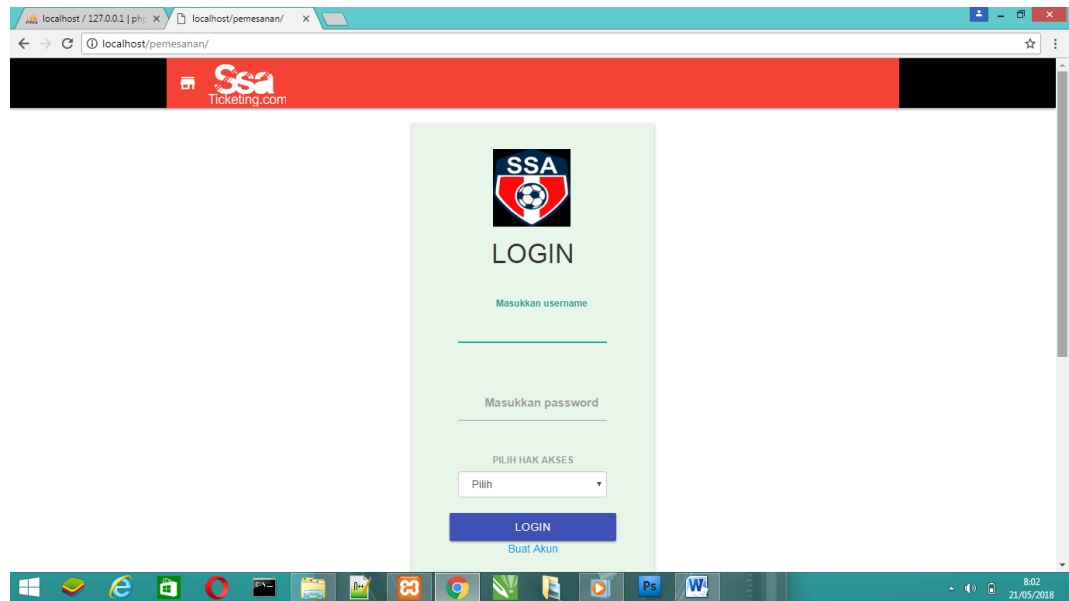 localhost / 127.0.0.1 | php
localhost/pemesanan/
localhost/pemesanan/
Ssa
Ticketing.com
SSA
LOGIN
Masukkan username
Masukkan password
PILIH HAK AKSES
Pilih
LOGIN
Buat Akun
Ps
W
8:02
21/05/2018